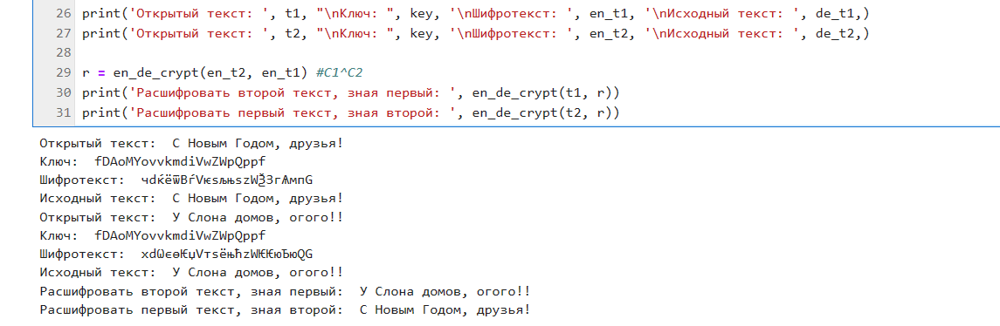 26 print('Открытый текст: ', t1, "\nКлюч: ", key, '\nШифротекст: ', en_t1, '\nИсходный текст: ', de_t1,)
27 print('Открытый текст: ', t2, "\nКлюч: ", key, '\nШифротекст: ', en_t2, '\nИсходный текст: ', de_t2,)
28
29 r = en_de_crypt(en_t2, en_t1) #C1^C2
30 print('Расшифровать второй текст, зная первый: ', en_de_crypt(t1, r))
31 print('Расшифровать первый текст, зная второй: ', en_de_crypt(t2, r))
Открытый текст:  С Новым Годом, друзья!
Ключ:  fDAoMYovvkmdiVwZWpQppf
Шифротекст:
Исходный текст:  С Новым Годом, друзья!
Открытый текст:  У Слона домов, огого!!
Ключ:  fDAoMYovvkmdiVwZWpQppf
Шифротекст:
Исходный текст:  У Слона домов, огого!!
Расшифровать второй текст, зная первый:  У Слона домов, огого!!
Расшифровать первый текст, зная второй:  С Новым Годом, друзья!